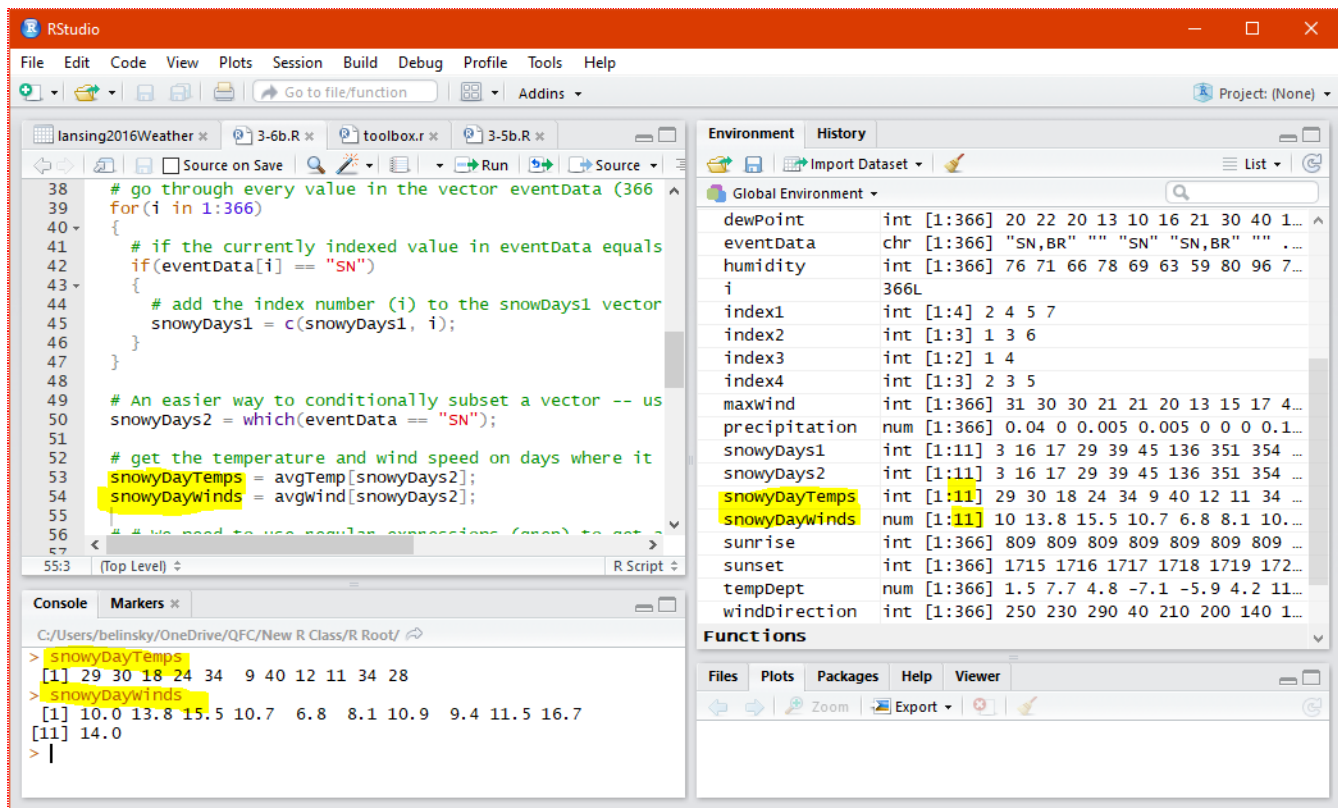 RStudio
File Edit Code View Plots Session Build Debug Profile Tools Help
Go to file/function Addins Project: (None)
lansing2016Weather 3-6b.R toolbox.r 3-5b.R
Source on Save Run Source
38 # go through every value in the vector eventData (366
39 for(i in 1:366)
40 {
41 # if the currently indexed value in eventData equals
42 if(eventData[i] == "SN")
43 {
44 # add the index number (i) to the snowDays1 vector
45 snowyDays1 = c(snowyDays1, i);
46 }
47 }
48
49 # An easier way to conditionally subset a vector -- us
50 snowyDays2 = which(eventData == "SN");
51
52 # get the temperature and wind speed on days where it
53 snowyDayTemps = avgTemp[snowyDays2];
54 snowyDayWinds = avgWind[snowyDays2];
55
56 # # We need to use regular expressions (grep) to get a
57
55:3 (Top Level) R Script
Console Markers
C:/Users/belinsky/OneDrive/QFC/New R Class/R Root/
> snowyDayTemps
[1] 29 30 18 24 34 9 40 12 11 34 28
> snowyDayWinds
[1] 10.0 13.8 15.5 10.7 6.8 8.1 10.9 9.4 11.5 16.7
[11] 14.0
>
Environment History
Import Dataset List
Global Environment
dewPoint int [1:366] 20 22 20 13 10 16 21 30 40 1...
eventData chr [1:366] "SN,BR" "" "SN" "SN,BR" "" ...
humidity int [1:366] 76 71 66 78 69 63 59 80 96 7...
i 366L
index1 int [1:4] 2 4 5 7
index2 int [1:3] 1 3 6
index3 int [1:2] 1 4
index4 int [1:3] 2 3 5
maxWind int [1:366] 31 30 30 21 21 20 13 15 17 4...
precipitation num [1:366] 0.04 0 0.005 0.005 0 0 0 0.1...
snowyDays1 int [1:11] 3 16 17 29 39 45 136 351 354 ...
snowyDays2 int [1:11] 3 16 17 29 39 45 136 351 354 ...
snowyDayTemps int [1:11] 29 30 18 24 34 9 40 12 11 34 ...
snowyDayWinds num [1:11] 10 13.8 15.5 10.7 6.8 8.1 10....
sunrise int [1:366] 809 809 809 809 809 809 809 ...
sunset int [1:366] 1715 1716 1717 1718 1719 172...
tempDept num [1:366] 1.5 7.7 4.8 -7.1 -5.9 4.2 11...
windDirection int [1:366] 250 230 290 40 210 200 140 1...
Functions
Files Plots Packages Help Viewer
Zoom Export